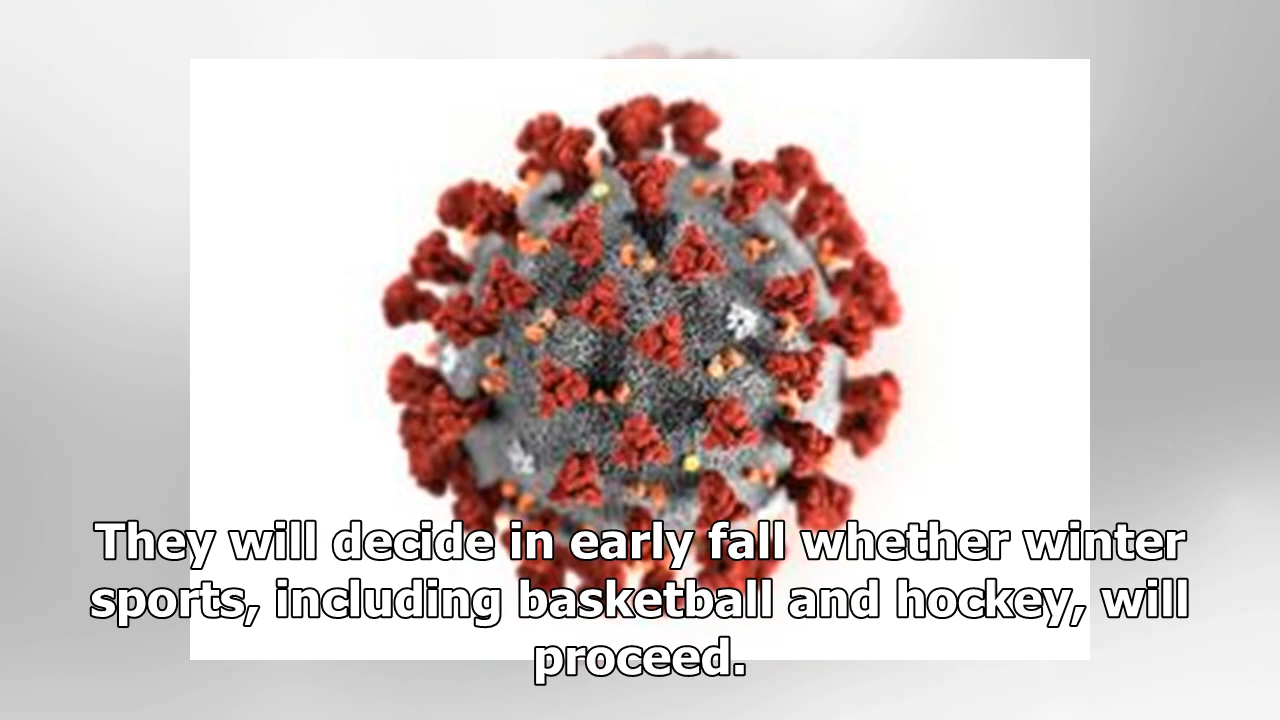 They will decide in early fall whether winter
sports, including basketball and hockey, will
proceed.